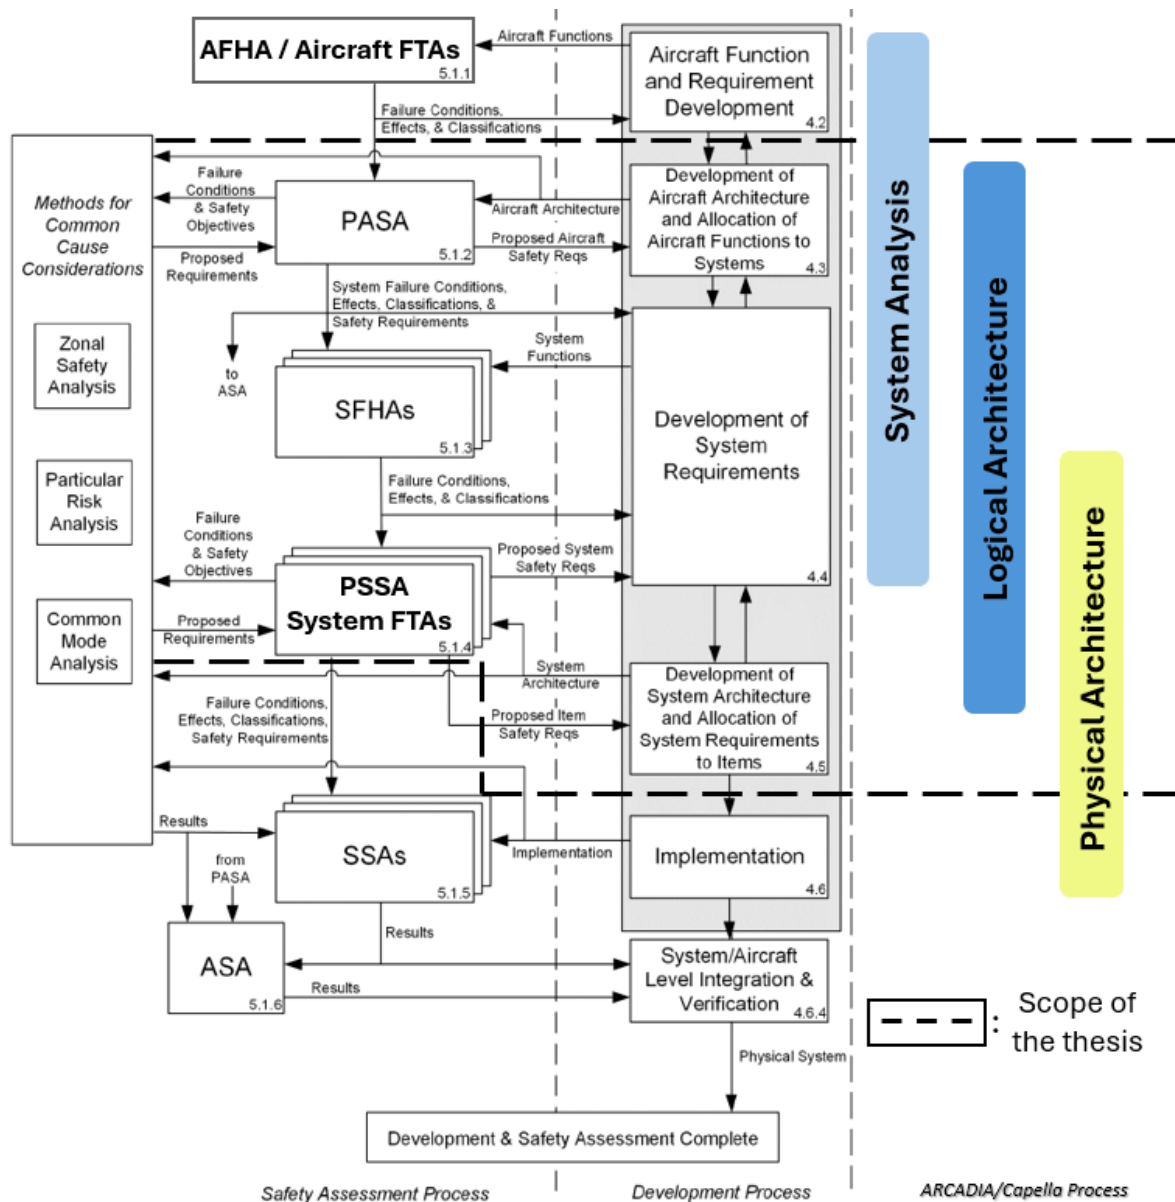 AFHA / Aircraft FTAs
5.1.1
Aircraft Functions
Aircraft Function
and Requirement
Development
4.2
Failure Conditions,
Effects, & Classifications
Methods for
Common
Cause
Considerations
Failure
Conditions
& Safety
Objectives
Proposed
Requirements
PASA
5.1.2
Aircraft Architecture
Proposed Aircraft
Safety Reqs
Development of
Aircraft Architecture
and Allocation of
Aircraft Functions to
Systems
4.3
System Failure Conditions,
Effects, Classifications, &
Safety Requirements
to
ASA
System
Functions
Zonal
Safety
Analysis
SFHAs
5.1.3
Development of
System
Requirements
4.4
Particular
Risk
Analysis
Failure Conditions,
Effects, & Classifications
Failure
Conditions
& Safety
Objectives
Proposed System
Safety Reqs
PSSA
System FTAs
5.1.4
Common
Mode
Analysis
Proposed
Requirements
System
Architecture
Failure Conditions,
Effects, Classifications,
Safety Requirements
Proposed Item
Safety Reqs
Development of
System Architecture
and Allocation of
System Requirements
to Items
4.5
Results
from
PASA
SSAs
5.1.5
Implementation
Implementation
4.6
Results
ASA
5.1.6
Results
System/Aircraft
Level Integration &
Verification
4.6.4
Physical System
Development & Safety Assessment Complete
Safety Assessment Process
Development Process
ARCADIA/Capella Process
System Analysis
Logical Architecture
Physical Architecture
: Scope of
the thesis